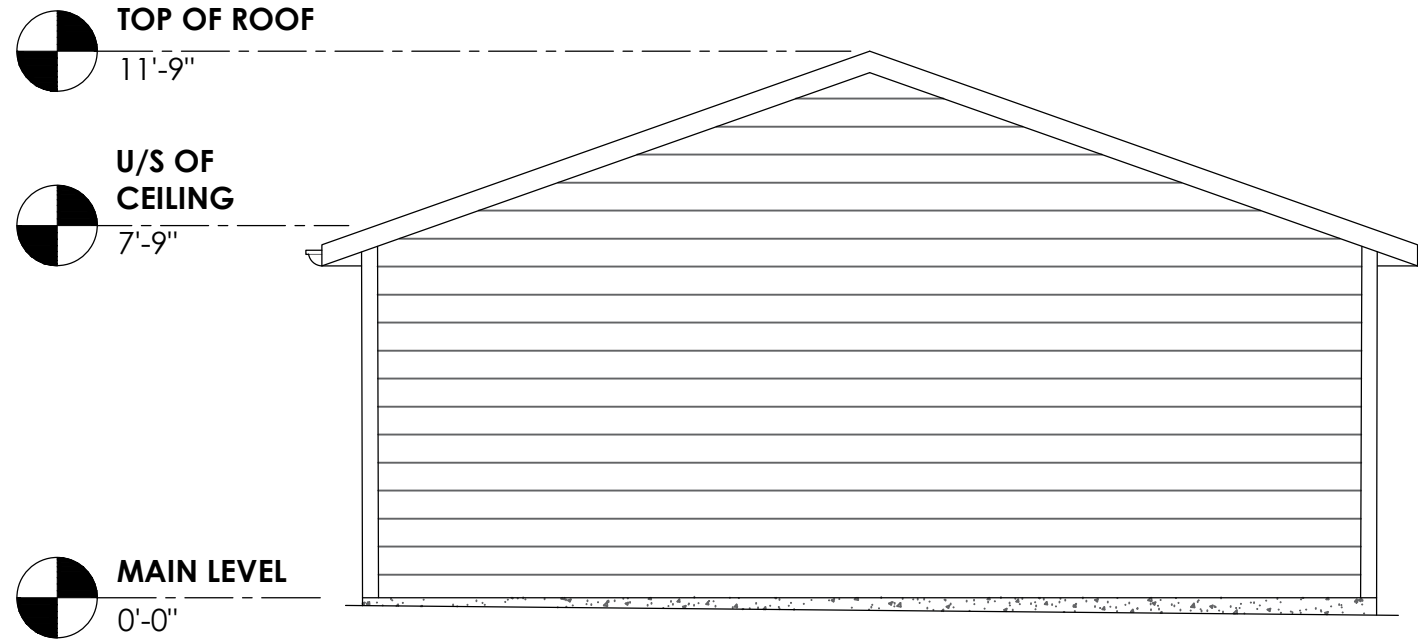 TOP OF ROOF
11'-9"
U/S OF
CEILING
7'-9"
MAIN LEVEL
0'-0"